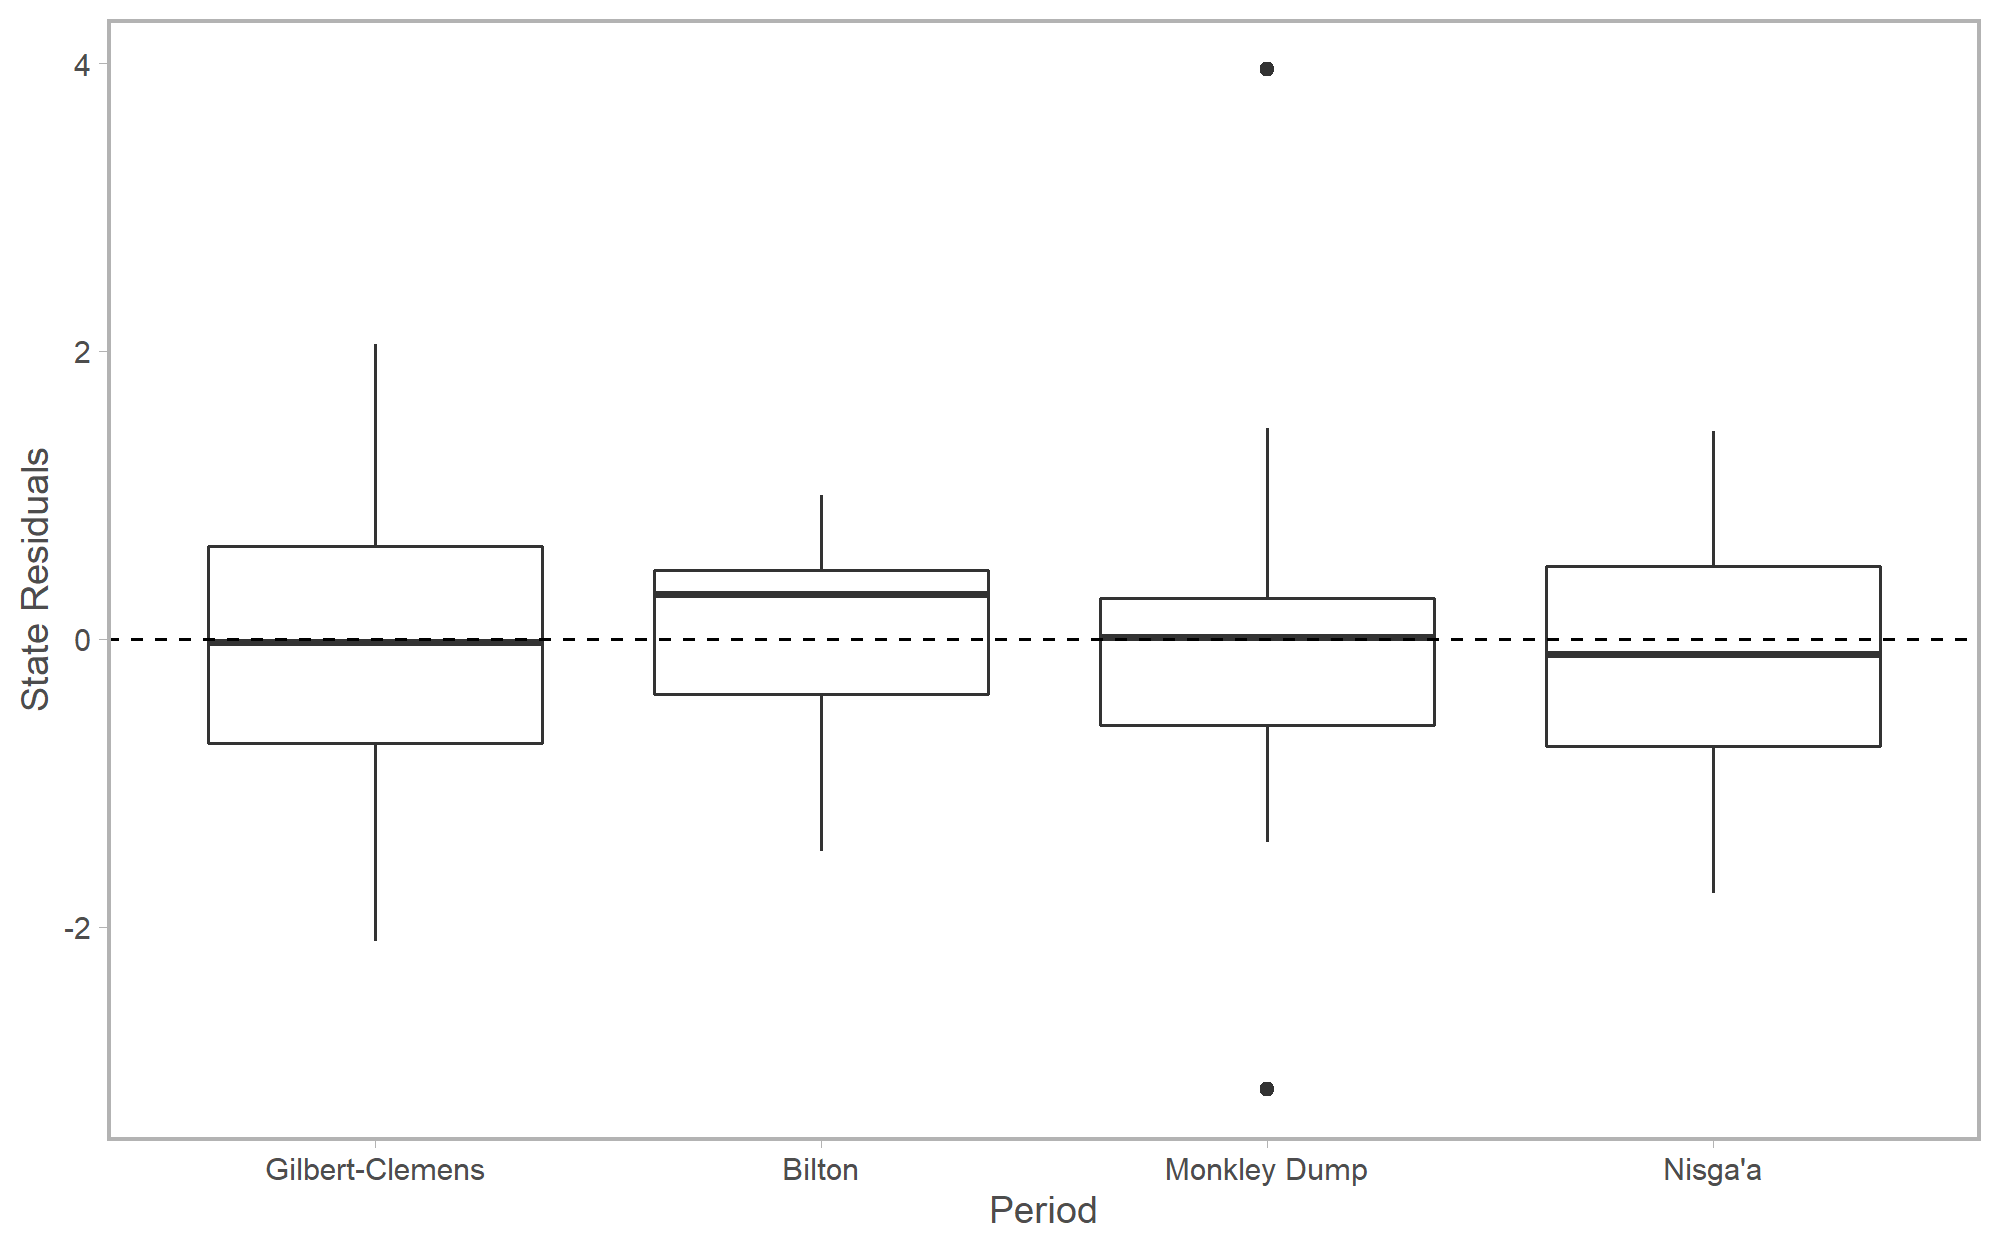 State Residuals
4
2
0
-2
Gilbert-Clemens
Bilton
Monkley Dump
Nisga'a
Period